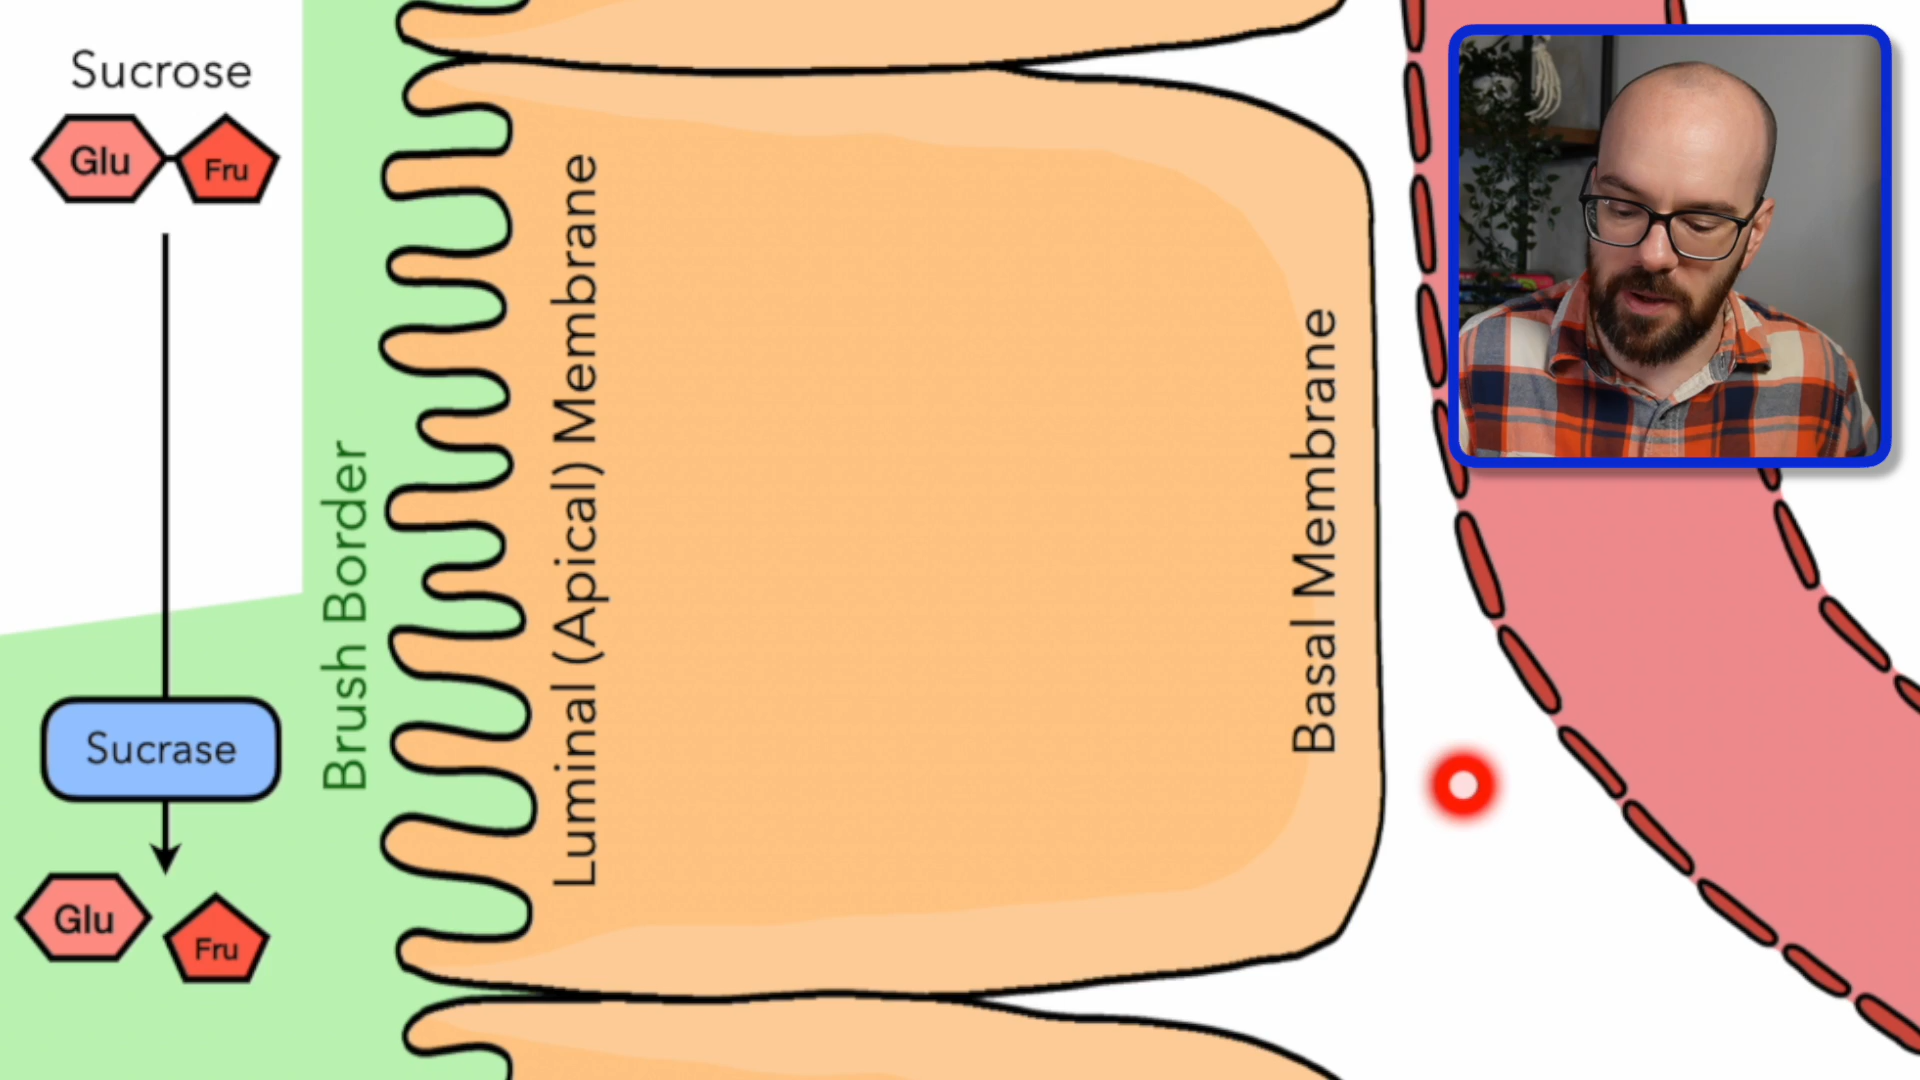 Sucrose
Glu
Fru
Brush Border
Luminal (Apical) Membrane
Basal Membrane
Sucrase
Glu
Fru